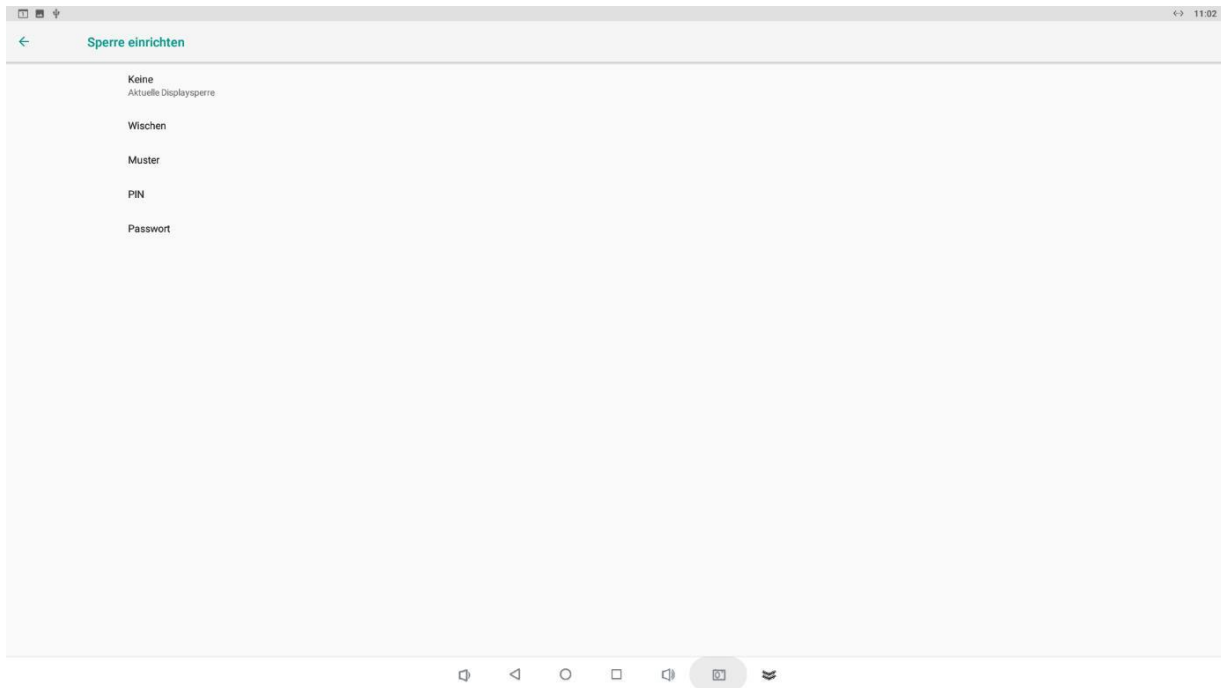 11:02
Sperre einrichten
Keine
Aktuelle Displaysperre
Wischen
Muster
PIN
Passwort